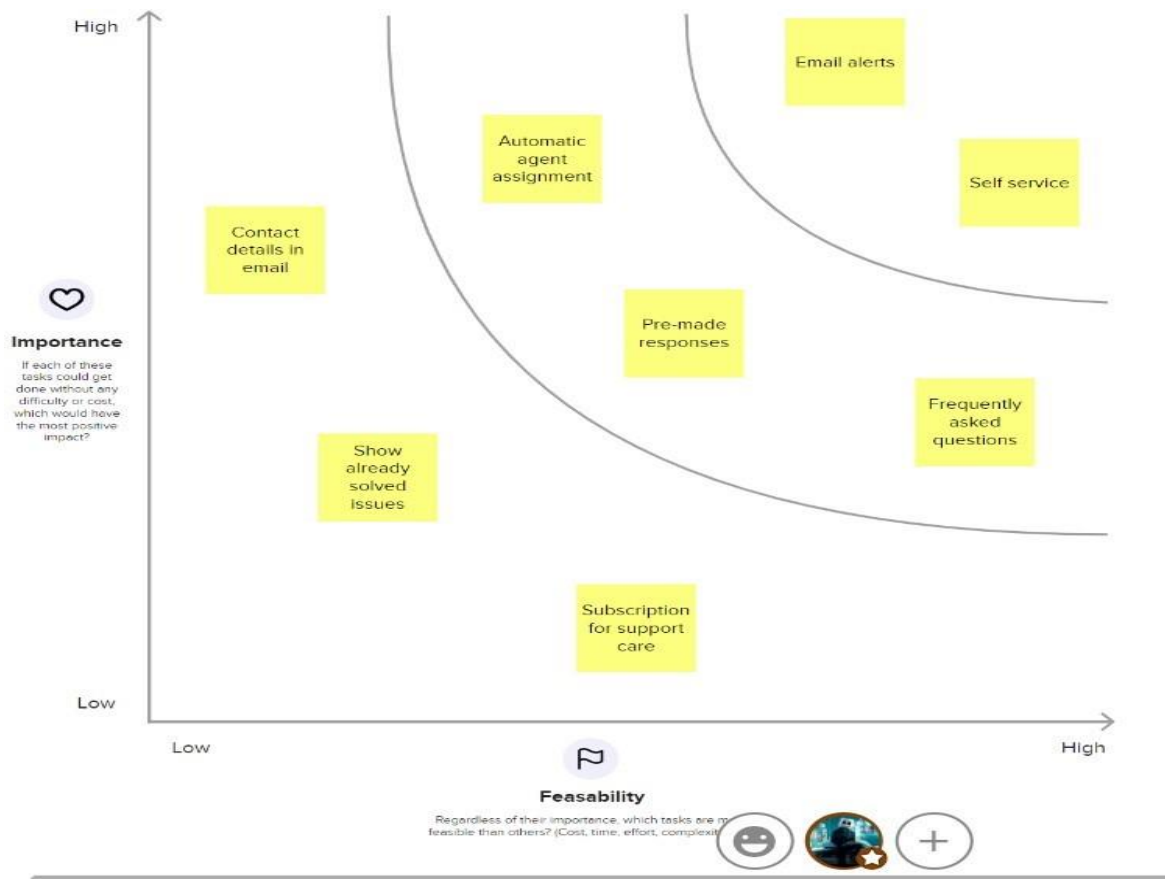 High
Email alerts
Automatic
agent
assignment
Self service
Contact
details in
email
Importance
If each of these
tasks could get
done without any
difficulty or cost,
which would have
the most positive
impact?
Pre-made
responses
Frequently
asked
questions
Show
already
solved
issues
Subscription
for support
care
Low
Low
High
Feasability
Regardless of their importance, which tasks are
feasible than others? (Cost, time, effort,